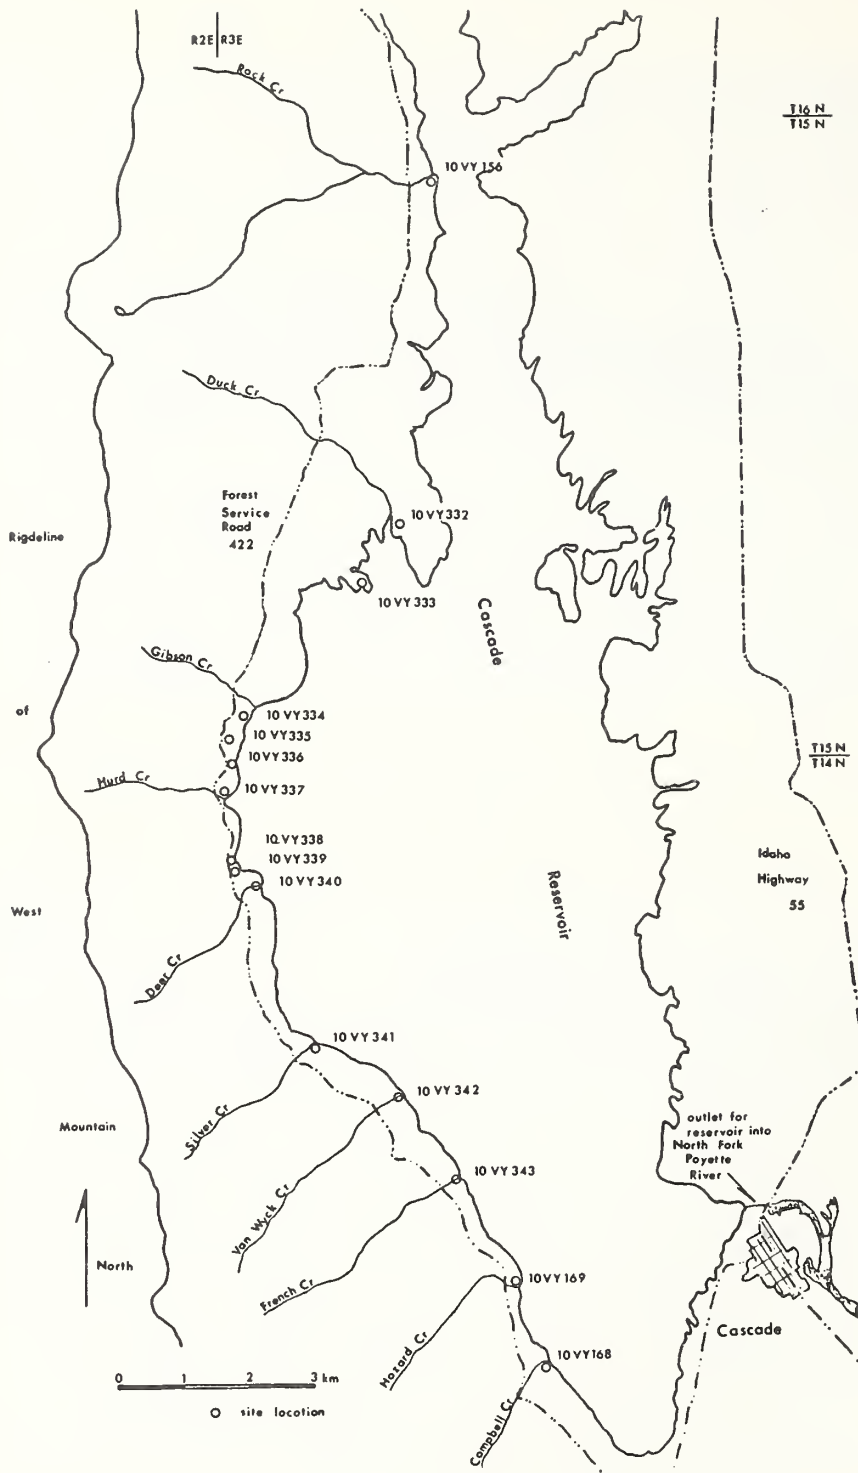 R2E R3E
Rock Cr
T16 N
T15 N
10 VY 156
Duck Cr
Forest
Service
Road
422
10 VY 332
Rigdeline
10 VY 333
Cascade
Gibson Cr
10 VY 334
of
10 VY 335
10 VY 336
T15 N
T14 N
Hurd Cr
10 VY 337
10 VY 338
10 VY 339
10 VY 340
Idaho
Highway
55
West
Reservoir
Deer Cr
10 VY 341
10 VY 342
Silver Cr
Mountain
outlet for
reservoir into
North Fork
Payette
River
10 VY 343
Van Wyck Cr
North
French Cr
10 VY 169
Cascade
Hazard Cr
10 VY 168
0 1 2 3 km
site location
Campbell Cr